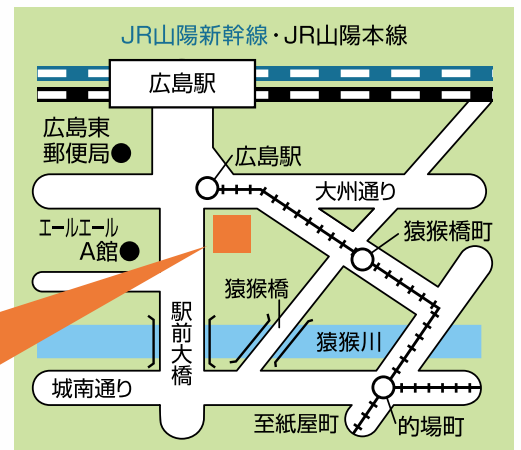 JR山陽新幹線・JR山陽本線
広島駅
広島東
郵便局
広島駅
大州通り
エールエール
A館
猿猴橋町
猿猴橋
駅前大橋
猿猴川
城南通り
至紙屋町
的場町